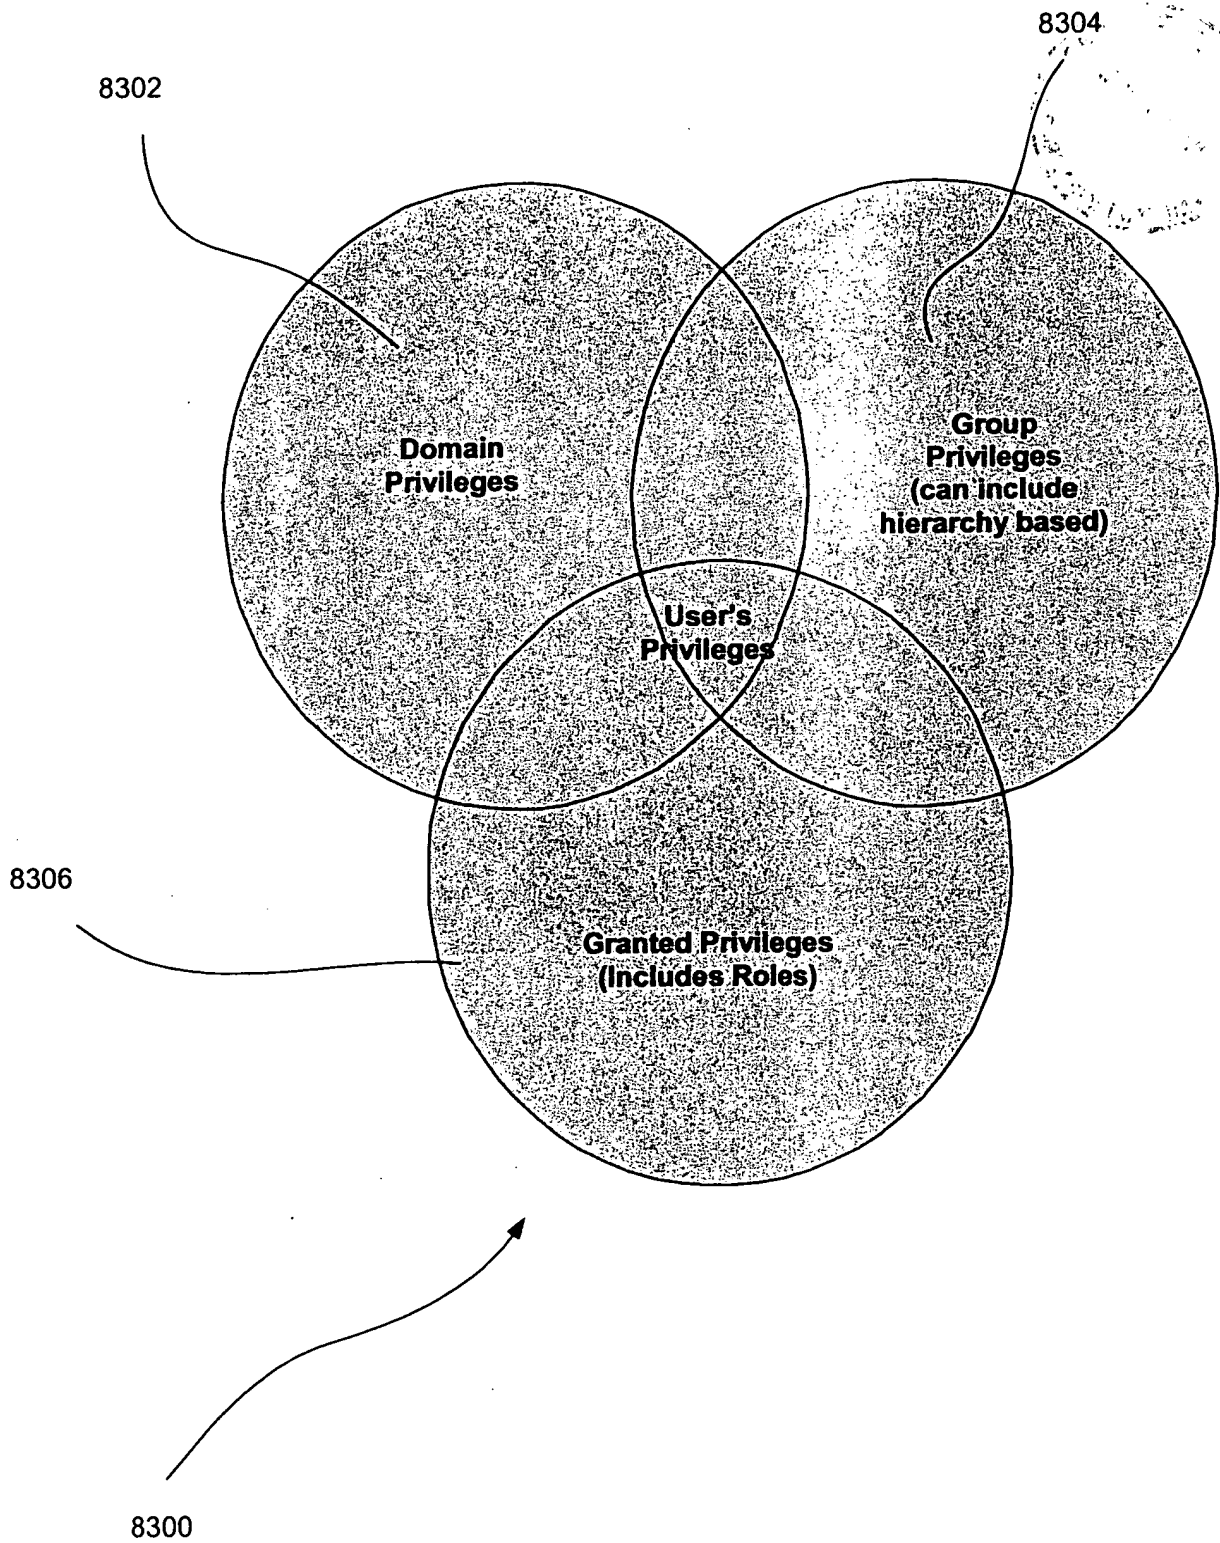 8304
8302
Domain
Privileges
Group
Privileges
(can include
hierarchy based)
User's
Privileges
8306
Granted Privileges
(Includes Roles)
8300